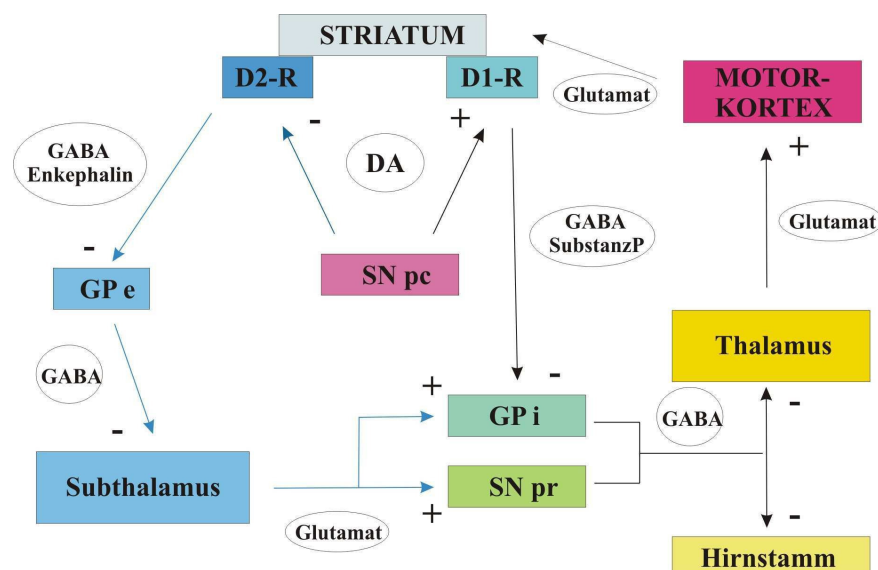 STRIATUM
D2-R
D1-R
Glutamat
MOTOR-
KORTEX
-
+
+
GABA
Enkephalin
DA
GABA
SubstanzP
Glutamat
-
SN pc
GP e
Thalamus
GABA
+
-
-
GP i
GABA
-
Subthalamus
SN pr
+
-
Glutamat
Hirnstamm